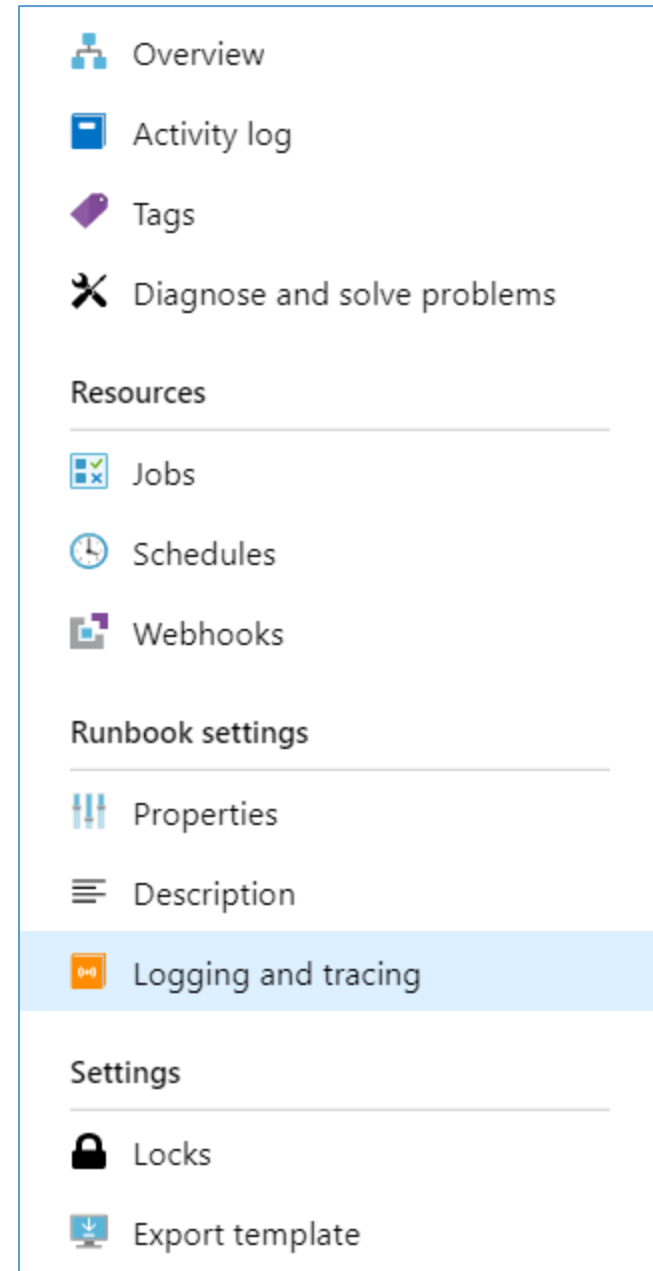 Overview
Activity log
Tags
Diagnose and solve problems
Resources
Jobs
Schedules
Webhooks
Runbook settings
Properties
Description
Logging and tracing
Settings
Locks
Export template